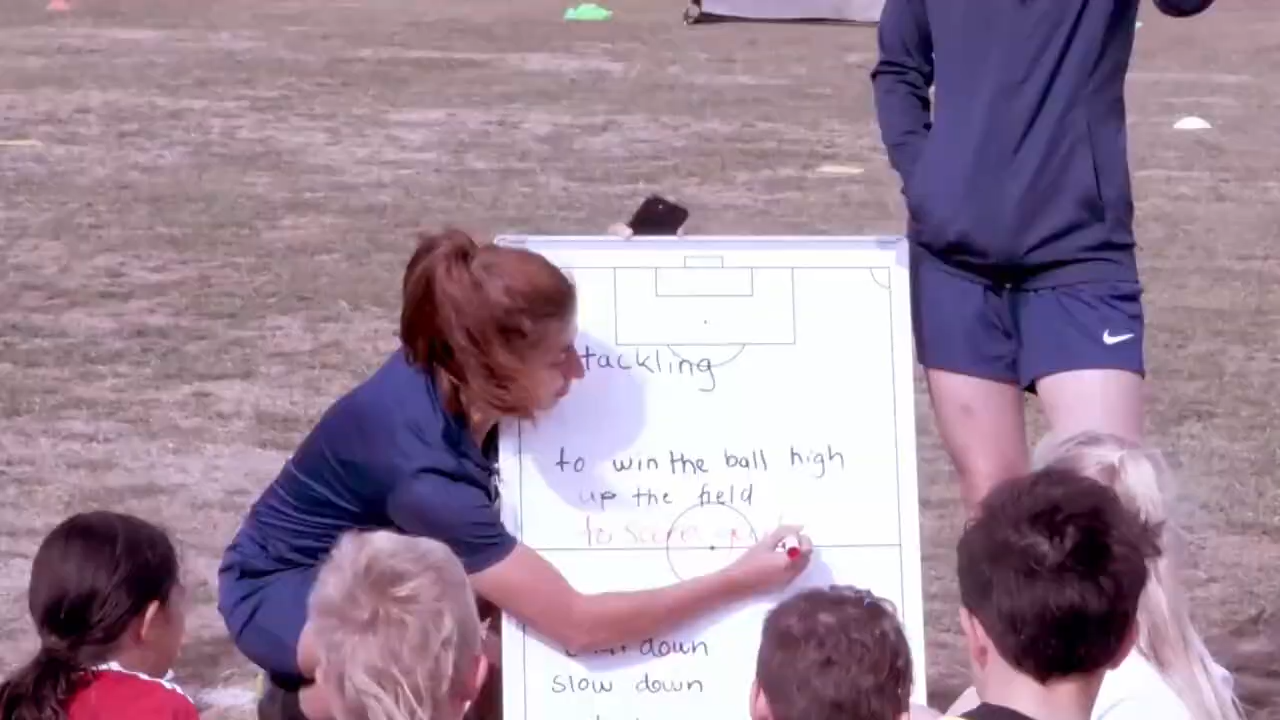 tackling
to win the ball high
up the field
to score
down
slow down